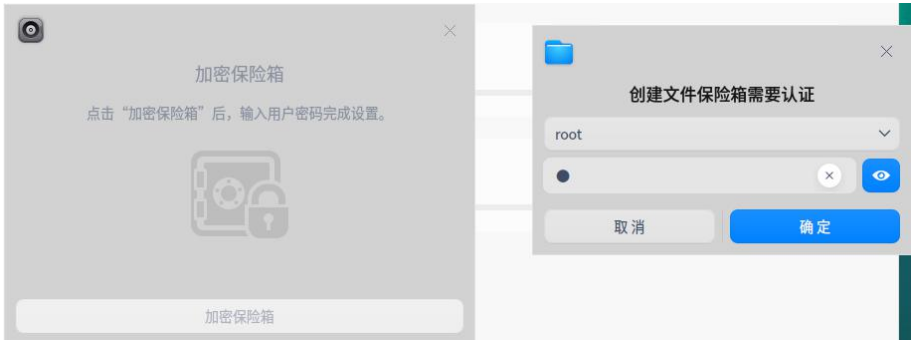 加密保险箱
点击“加密保险箱”后，输入用户密码完成设置。
加密保险箱
创建文件保险箱需要认证
root
取消
确定